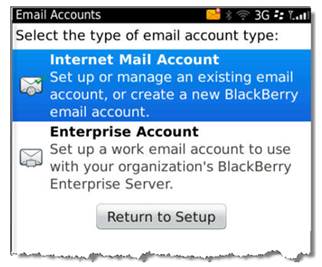 Email Accounts 3G
Select the type of email account type:
Internet Mail Account
Set up or manage an existing email
account, or create a new BlackBerry
email account.
Enterprise Account
Set up a work email account to use
with your organization's BlackBerry
Enterprise Server.
Return to Setup